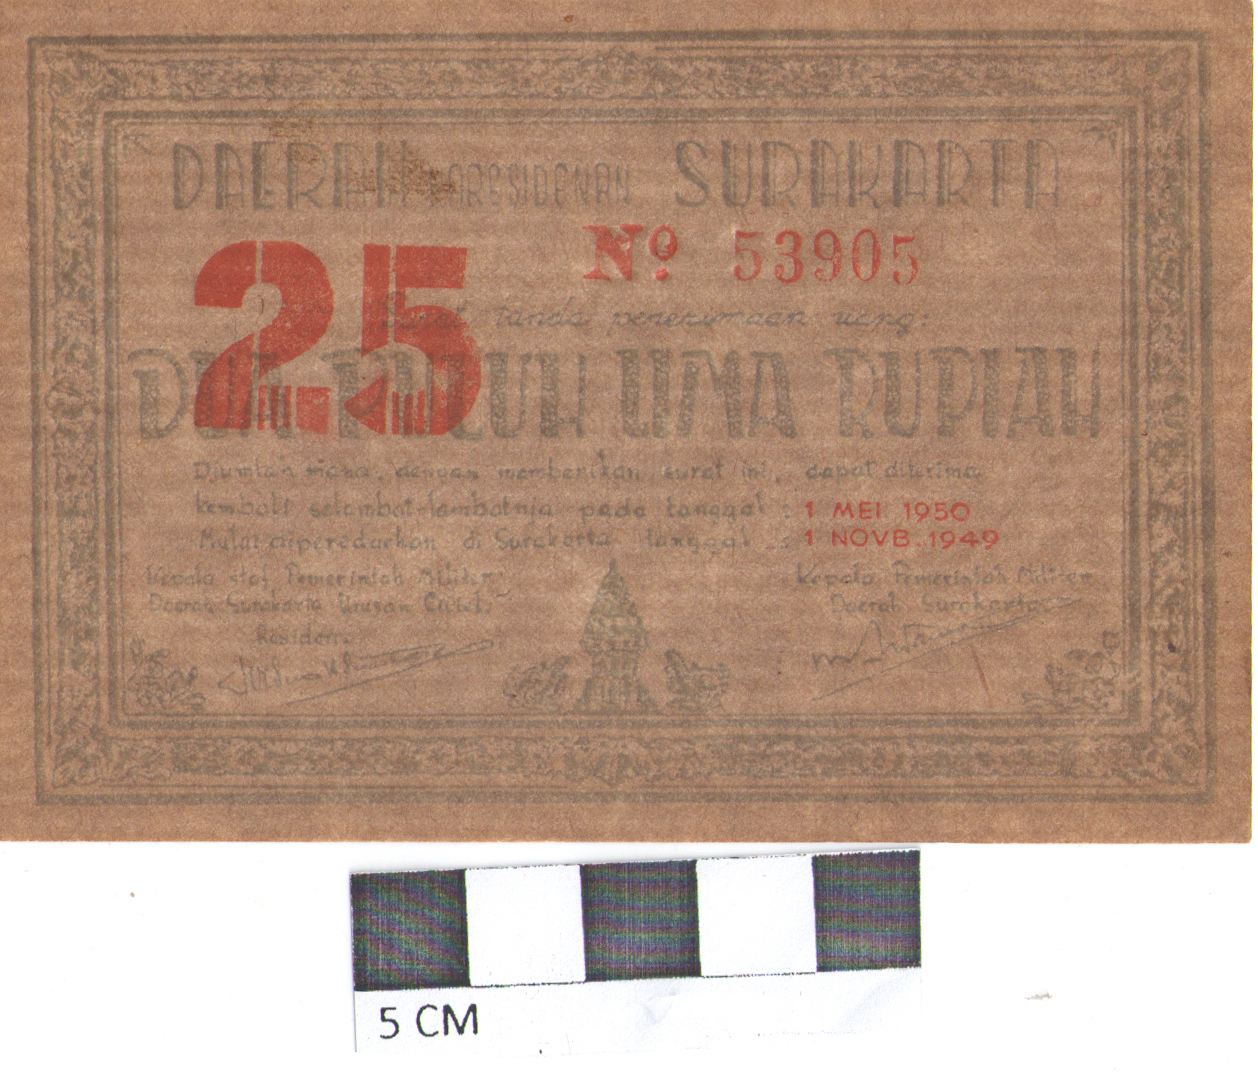 DAERAH KARESIDENAN SURAKARTA
25 No 53905
Surat tanda penerimaan uang:
DUA PULUH LIMA RUPIAH
Djumlah mana, dengan memberikan surat ini, dapat diterima
kembali selambat-lambatnja pada tanggal : 1 MEI 1950
Mulai diperedarkan di Surakarta tanggal : 1 NOVB. 1949
Kepala staf Pemerintah Militer
Daerah Surakarta Urusan Civiel,
Residen.
Kepala Pemerintah Militer
Daerah Surakarta
5 CM